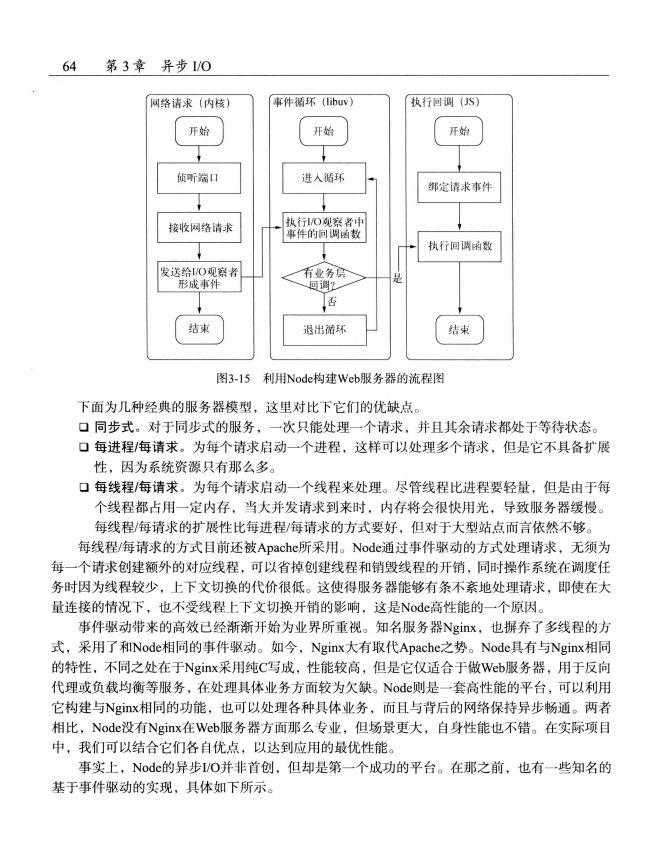 64 第3章 异步 I/O
网络请求（内核）
开始
侦听端口
接收网络请求
发送给I/O观察者
形成事件
结束
事件循环（libuv）
开始
进入循环
执行I/O观察者中
事件的回调函数
有业务层
回调？
是
否
退出循环
执行回调（JS）
开始
绑定请求事件
执行回调函数
结束
图3-15 利用Node构建Web服务器的流程图
下面为几种经典的服务器模型，这里对比下它们的优缺点。
❑ 同步式。对于同步式的服务，一次只能处理一个请求，并且其余请求都处于等待状态。
❑ 每进程/每请求。为每个请求启动一个进程，这样可以处理多个请求，但是它不具备扩展
性，因为系统资源只有那么多。
❑ 每线程/每请求。为每个请求启动一个线程来处理。尽管线程比进程要轻量，但是由于每
个线程都占用一定内存，当大并发请求到来时，内存将会很快用光，导致服务器缓慢。
每线程/每请求的扩展性比每进程/每请求的方式要好，但对于大型站点而言依然不够。
每线程/每请求的方式目前还被Apache所采用。Node通过事件驱动的方式处理请求，无须为
每一个请求创建额外的对应线程，可以省掉创建线程和销毁线程的开销，同时操作系统在调度任
务时因为线程较少，上下文切换的代价很低。这使得服务器能够有条不紊地处理请求，即使在大
量连接的情况下，也不受线程上下文切换开销的影响，这是Node高性能的一个原因。
事件驱动带来的高效已经渐渐开始为业界所重视。知名服务器Nginx，也摒弃了多线程的方
式，采用了和Node相同的事件驱动。如今，Nginx大有取代Apache之势。Node具有与Nginx相同
的特性，不同之处在于Nginx采用纯C写成，性能较高，但是它仅适合于做Web服务器，用于反向
代理或负载均衡等服务，在处理具体业务方面较为欠缺。Node则是一套高性能的平台，可以利用
它构建与Nginx相同的功能，也可以处理各种具体业务，而且与背后的网络保持异步畅通。两者
相比，Node没有Nginx在Web服务器方面那么专业，但场景更大，自身性能也不错。在实际项目
中，我们可以结合它们各自优点，以达到应用的最优性能。
事实上，Node的异步I/O并非首创，但却是第一个成功的平台。在那之前，也有一些知名的
基于事件驱动的实现，具体如下所示。